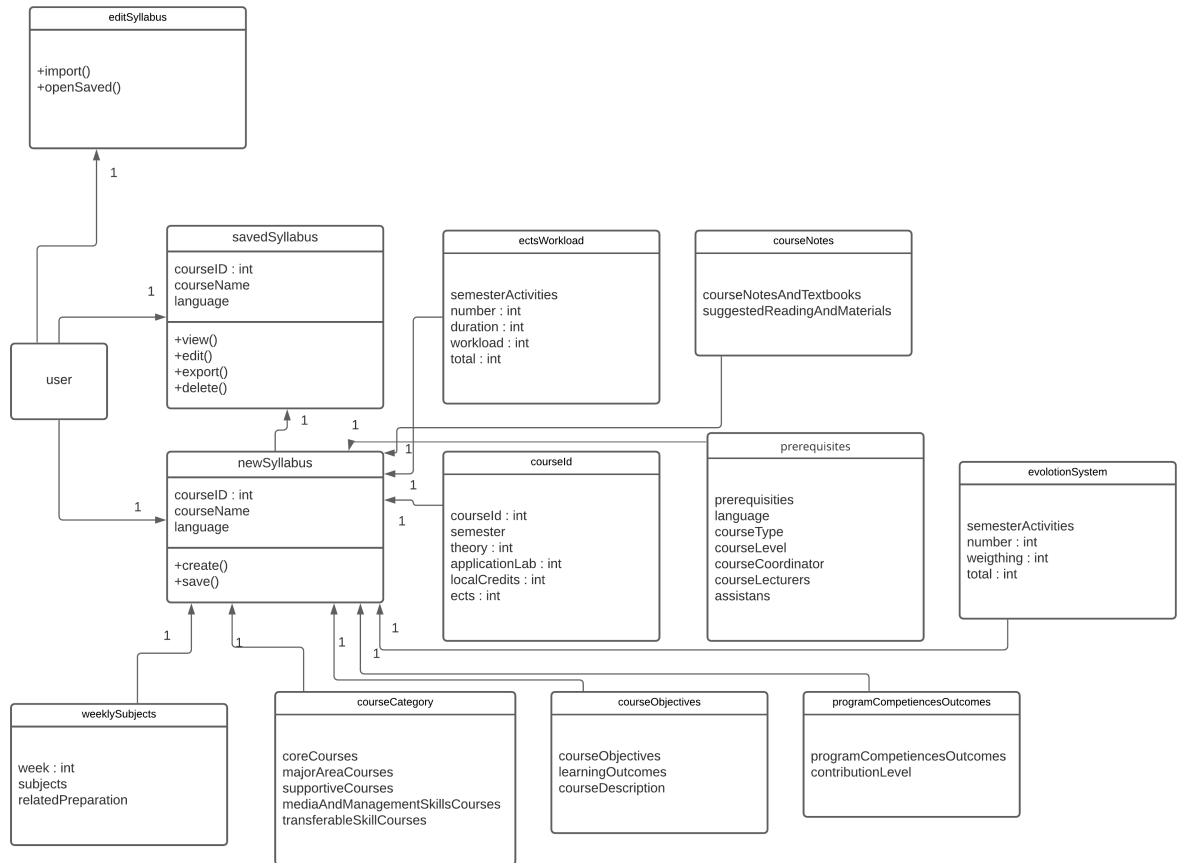 editSyllabus
+import()
+openSaved()
1
savedSyllabus
courseID : int
courseName
language
+view()
+edit()
+export()
+delete()
1
user
ectsWorkload
semesterActivities
number : int
duration : int
workload : int
total : int
courseNotes
courseNotesAndTextbooks
suggestedReadingAndMaterials
1
1
1
newSyllabus
courseID : int
courseName
language
+create()
+save()
1
1
1
courseId
courseId : int
semester
theory : int
applicationLab : int
localCredits : int
ects : int
prerequisites
prerequisities
language
courseType
courseLevel
courseCoordinator
courseLecturers
assistans
evolotionSystem
semesterActivities
number : int
weigthing : int
total : int
1
1
1
1
1
weeklySubjects
week : int
subjects
relatedPreparation
courseCategory
coreCourses
majorAreaCourses
supportiveCourses
mediaAndManagementSkillsCourses
transferableSkillCourses
courseObjectives
courseObjectives
learningOutcomes
courseDescription
programCompetiencesOutcomes
programCompetiencesOutcomes
contributionLevel